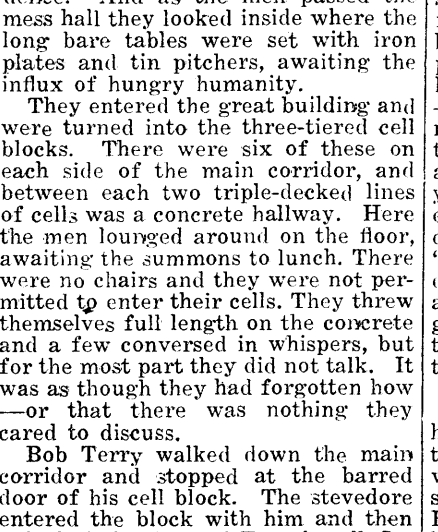 And as the men passed the
mess hall they looked inside where the
long bare tables were set with iron
plates and tin pitchers, awaiting the
influx of hungry humanity.
They entered the great building and
were turned into the three-tiered cell
blocks. There were six of these on
each side of the main corridor, and
between each two triple-decked lines
of cells was a concrete hallway. Here
the men lounged around on the floor,
awaiting the summons to lunch. There
were no chairs and they were not per-
mitted to enter their cells. They threw
themselves full length on the concrete
and a few conversed in whispers, but
for the most part they did not talk. It
was as though they had forgotten how
—or that there was nothing they
cared to discuss.
Bob Terry walked down the main
corridor and stopped at the barred
door of his cell block. The stevedore
entered the block with him and then